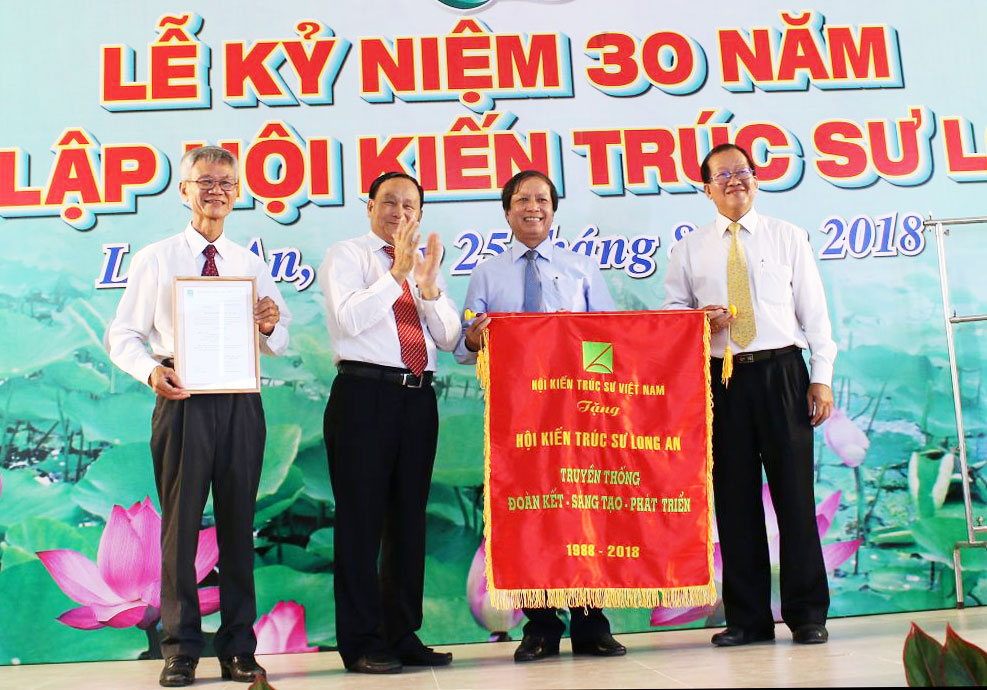 LỄ KỶ NIỆM 30 NĂM
LẬP HỘI KIẾN TRÚC SƯ L
An, 25 tháng 8 2018
HỘI KIẾN TRÚC SƯ VIỆT NAM
Tặng
HỘI KIẾN TRÚC SƯ LONG AN
TRUYỀN THỐNG
ĐOÀN KẾT - SÁNG TẠO - PHÁT TRIỂN
1988 - 2018